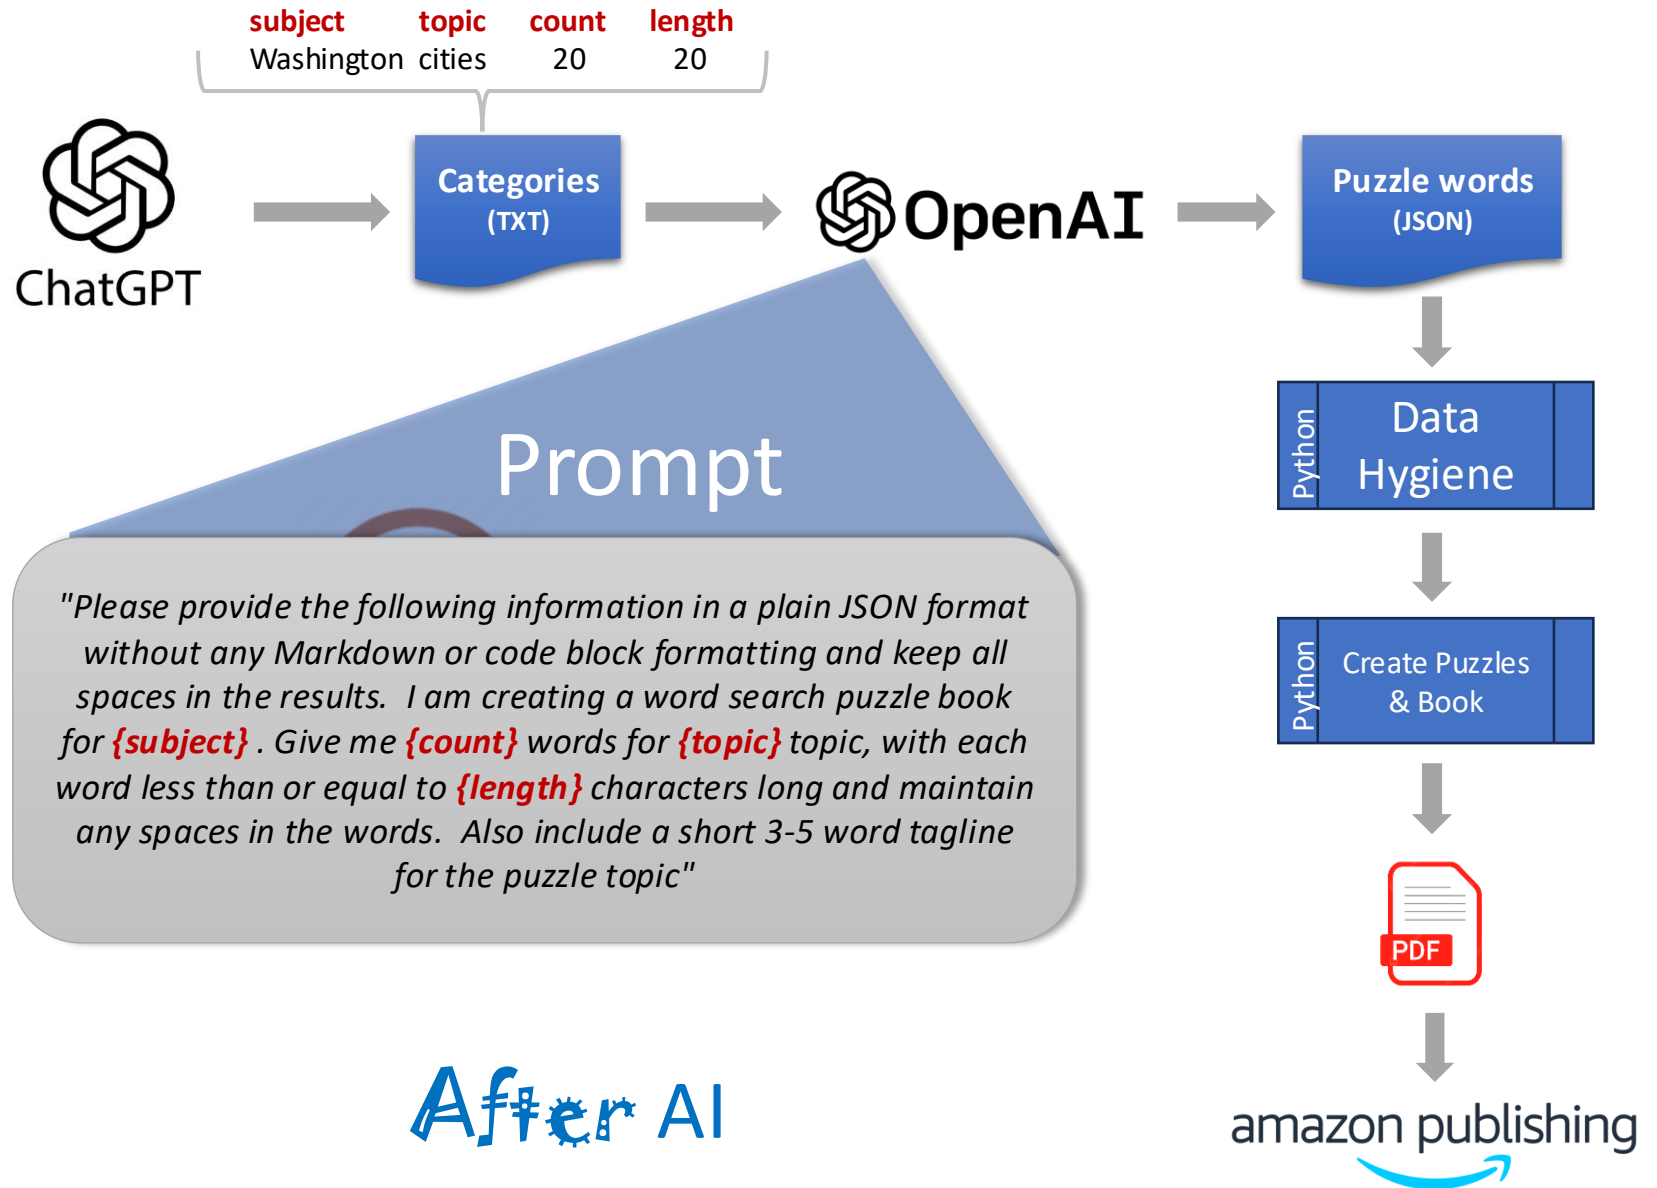 subject topic count length
Washington cities 20 20
ChatGPT
Categories
(TXT)
OpenAI
Puzzle words
(JSON)
Prompt
"Please provide the following information in a plain JSON format
without any Markdown or code block formatting and keep all
spaces in the results.  I am creating a word search puzzle book
for {subject} . Give me {count} words for {topic} topic, with each
word less than or equal to {length} characters long and maintain
any spaces in the words.  Also include a short 3-5 word tagline
for the puzzle topic"
Python
Data
Hygiene
Python
Create Puzzles
& Book
PDF
After AI
amazon publishing